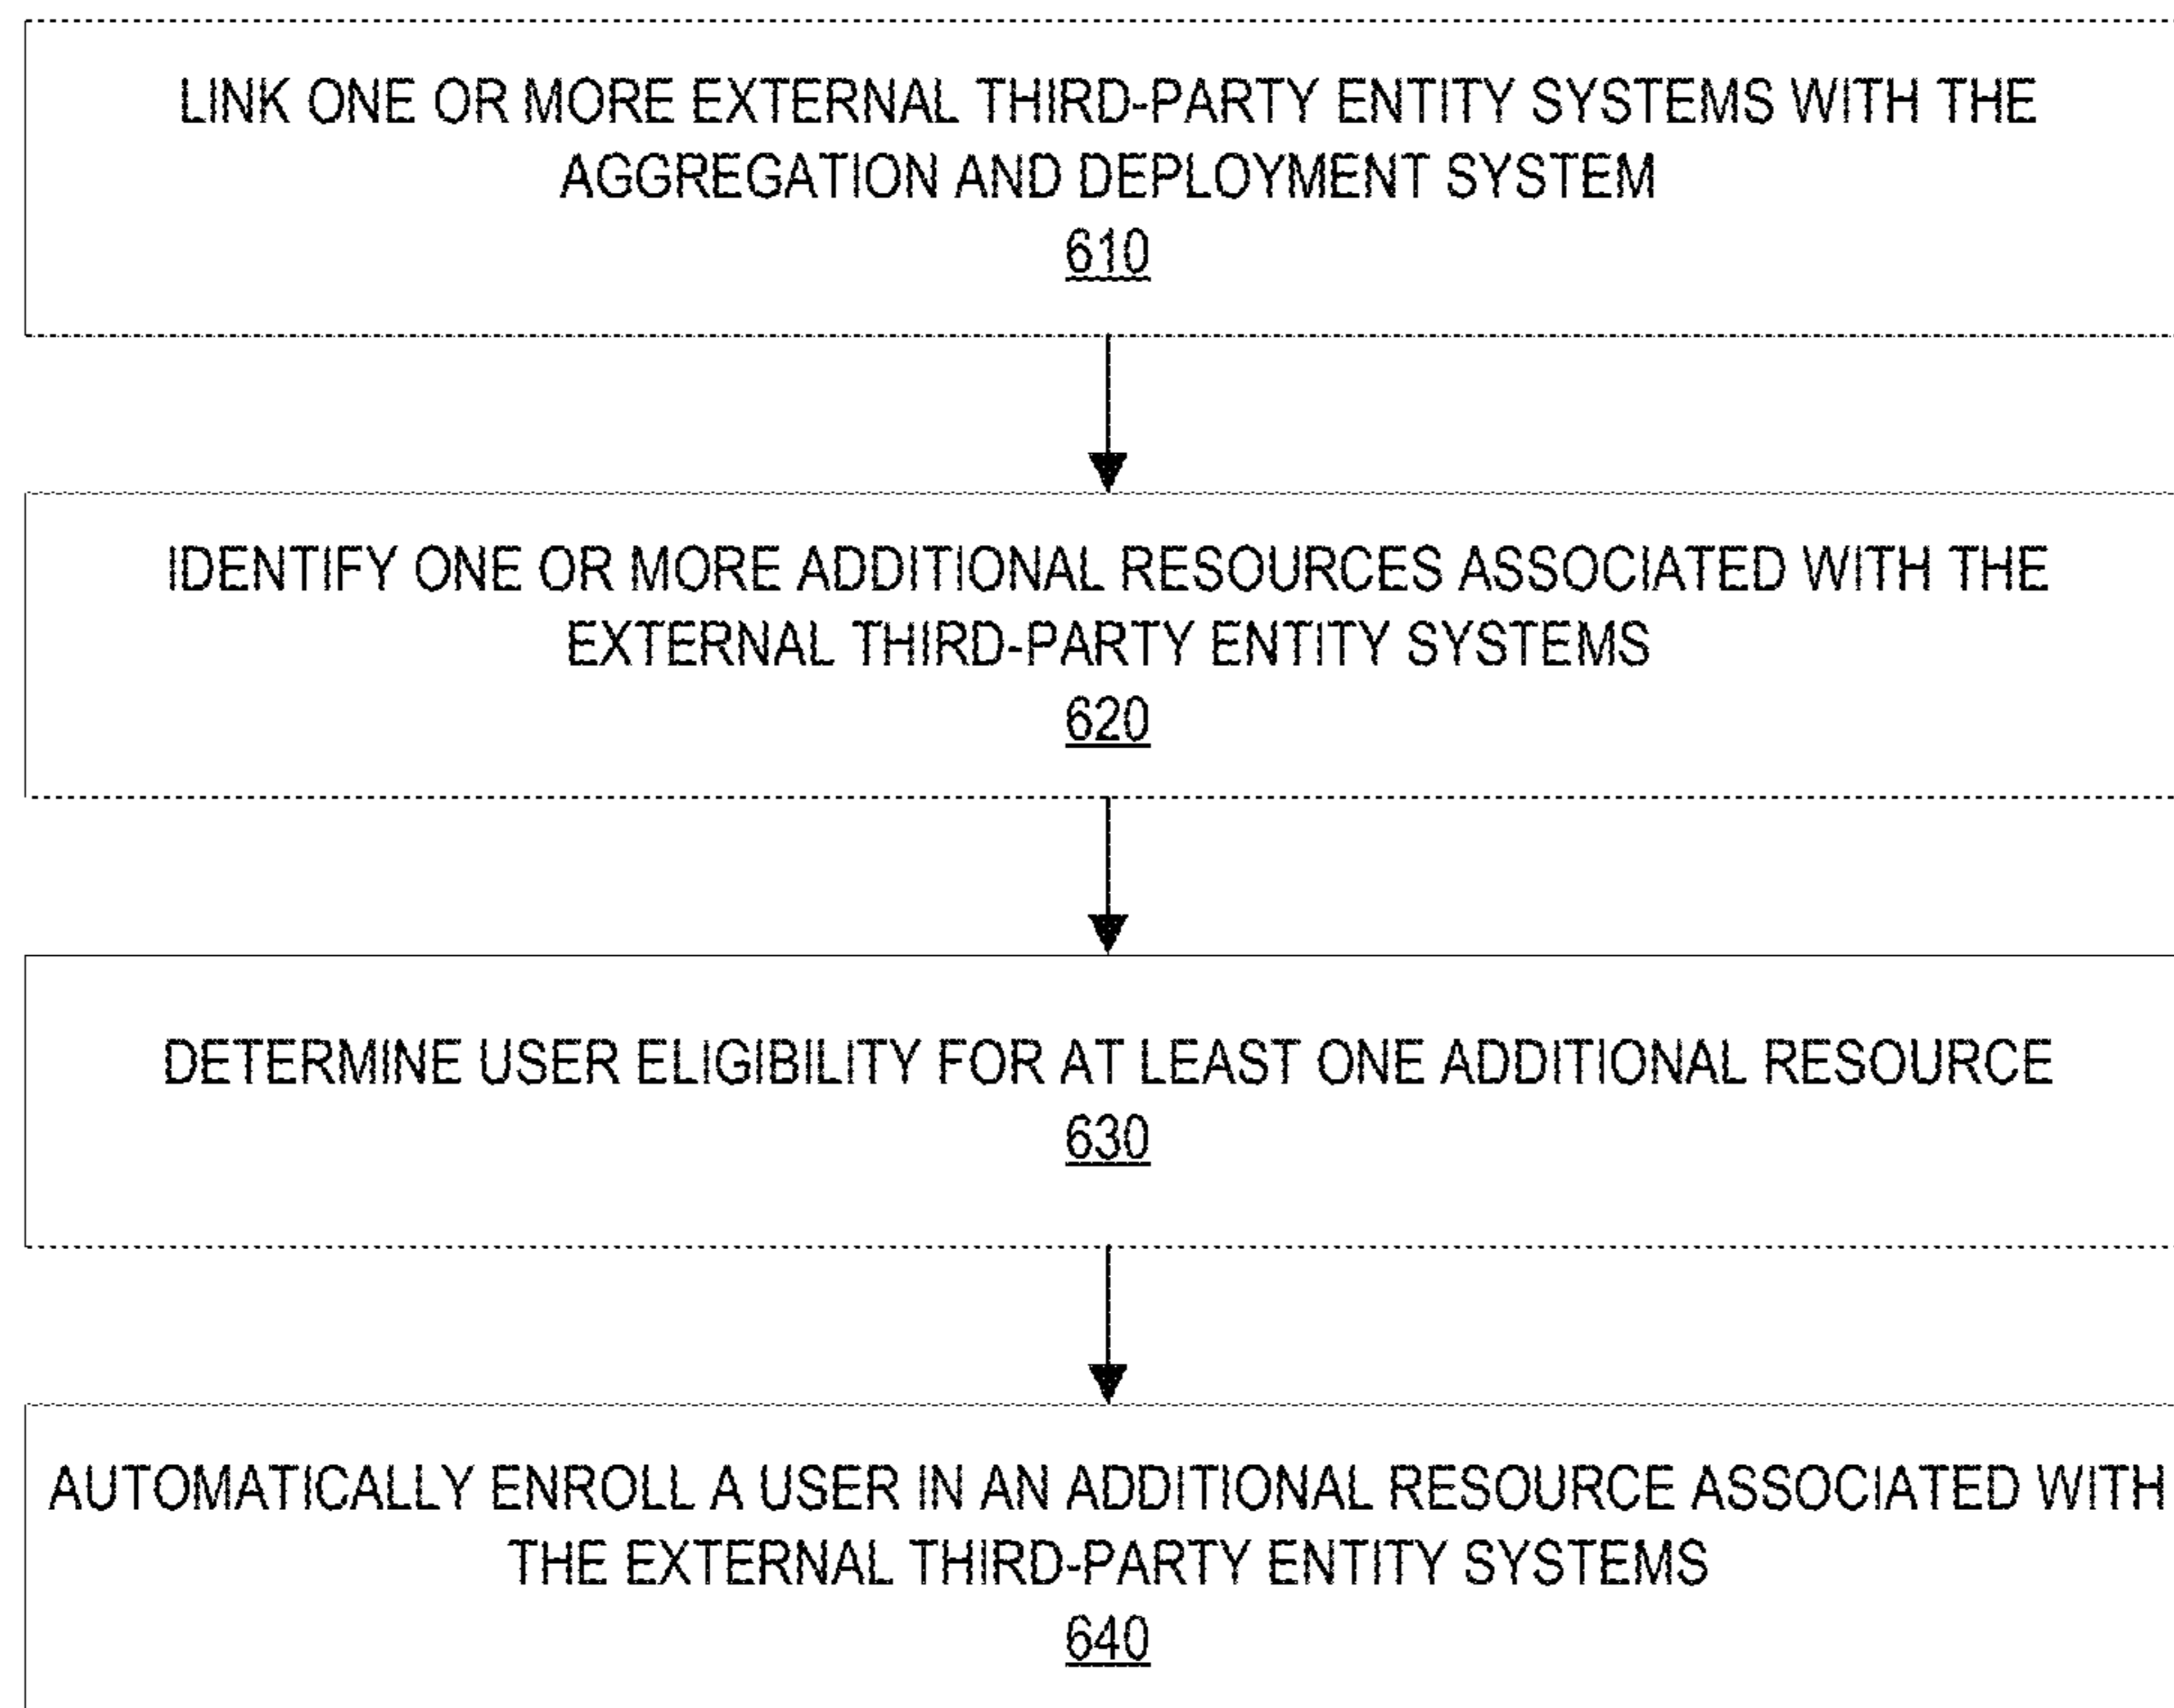 LINK ONE OR MORE EXTERNAL THIRD-PARTY ENTITY SYSTEMS WITH THE
AGGREGATION AND DEPLOYMENT SYSTEM
610
IDENTIFY ONE OR MORE ADDITIONAL RESOURCES ASSOCIATED WITH THE
EXTERNAL THIRD-PARTY ENTITY SYSTEMS
620
DETERMINE USER ELIGIBILITY FOR AT LEAST ONE ADDITIONAL RESOURCE
630
AUTOMATICALLY ENROLL A USER IN AN ADDITIONAL RESOURCE ASSOCIATED WITH
THE EXTERNAL THIRD-PARTY ENTITY SYSTEMS
640